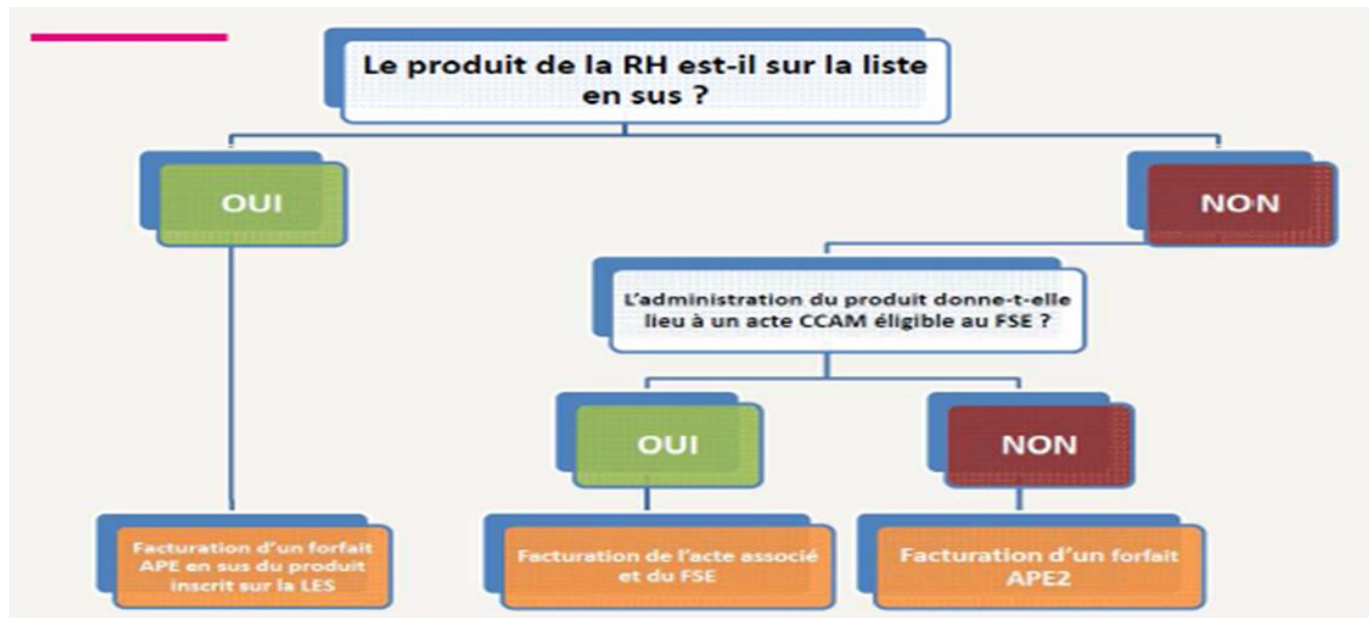 Le produit de la RH est-il sur la liste
en sus ?
OUI
NON
L'administration du produit donne-t-elle
lieu à un acte CCAM éligible au FSE ?
OUI
NON
Facturation d'un forfait
APE en sus du produit
inscrit sur la LES
Facturation de l'acte associé
et du FSE
Facturation d'un forfait
APE2